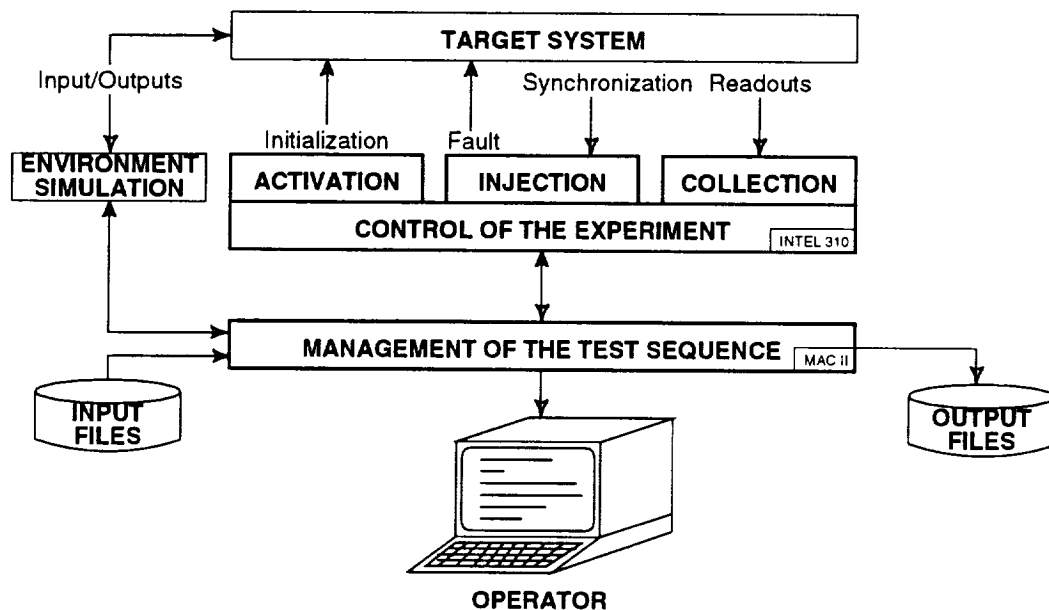 TARGET SYSTEM
Input/Outputs
Synchronization Readouts
Initialization
Fault
ENVIRONMENT
SIMULATION
ACTIVATION
INJECTION
COLLECTION
CONTROL OF THE EXPERIMENT
INTEL 310
MANAGEMENT OF THE TEST SEQUENCE
MAC II
INPUT
FILES
OUTPUT
FILES
OPERATOR